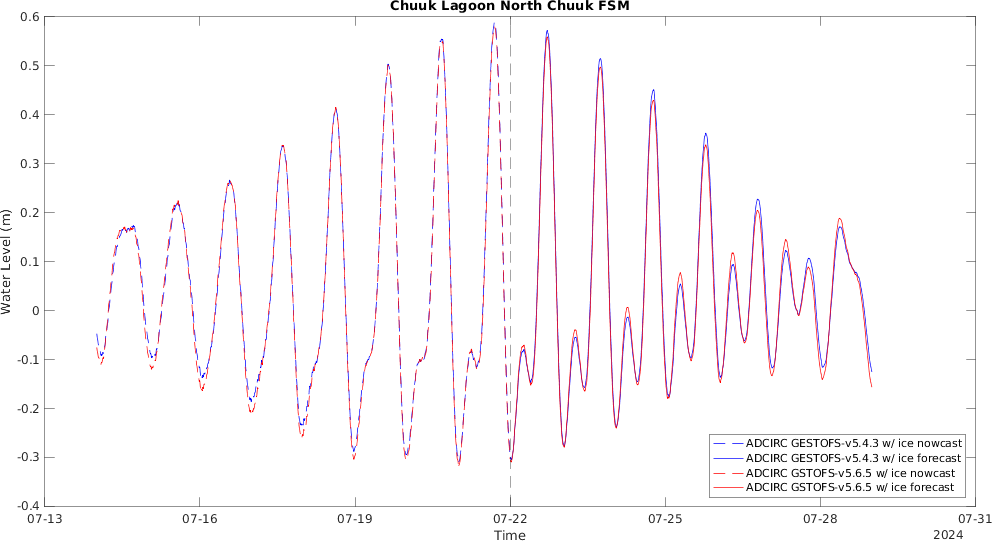 Chuuk Lagoon North Chuuk FSM
0.6
0.5
0.4
0.3
0.2
0.1
0
-0.1
-0.2
-0.3
-0.4
Water Level (m)
ADCIRC GESTOFS-v5.4.3 w/ ice nowcast
ADCIRC GESTOFS-v5.4.3 w/ ice forecast
ADCIRC GSTOFS-v5.6.5 w/ ice nowcast
ADCIRC GSTOFS-v5.6.5 w/ ice forecast
07-13 07-16 07-19 07-22 07-25 07-28 07-31
Time
2024